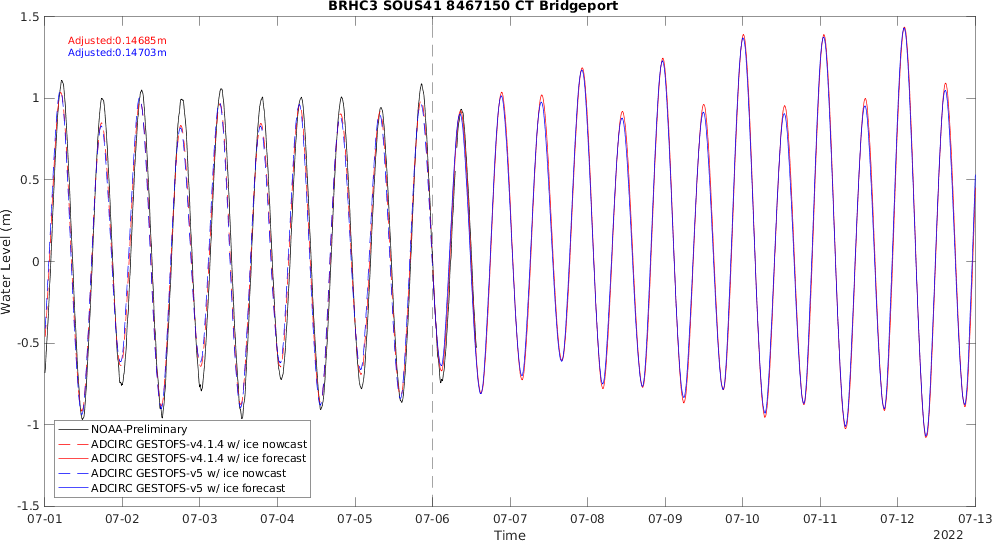 BRHC3 SOUS41 8467150 CT Bridgeport
Adjusted:0.14685m
Adjusted:0.14703m
Water Level (m)
1.5
1
0.5
0
-0.5
-1
-1.5
NOAA-Preliminary
ADCIRC GESTOFS-v4.1.4 w/ ice nowcast
ADCIRC GESTOFS-v4.1.4 w/ ice forecast
ADCIRC GESTOFS-v5 w/ ice nowcast
ADCIRC GESTOFS-v5 w/ ice forecast
07-01 07-02 07-03 07-04 07-05 07-06 07-07 07-08 07-09 07-10 07-11 07-12 07-13
Time
2022